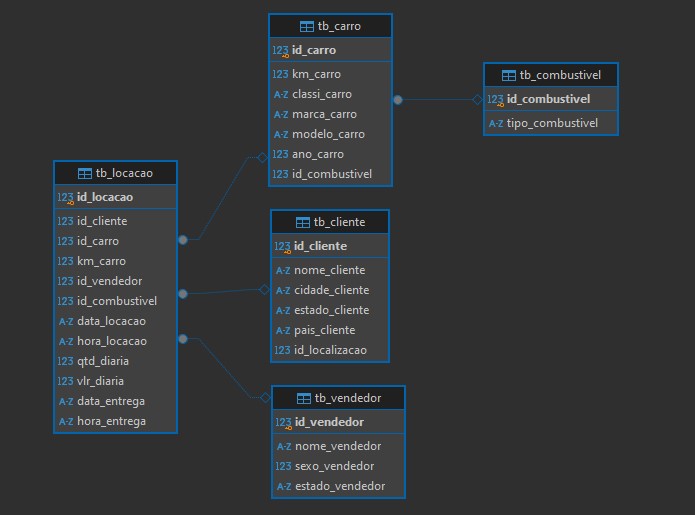 tb_carro
123 id_carro
123 km_carro
A-Z classi_carro
A-Z marca_carro
A-Z modelo_carro
123 ano_carro
123 id_combustivel
tb_combustivel
123 id_combustivel
A-Z tipo_combustivel
tb_locacao
123 id_locacao
123 id_cliente
123 id_carro
123 km_carro
123 id_vendedor
123 id_combustivel
A-Z data_locacao
A-Z hora_locacao
123 qtd_diaria
123 vlr_diaria
A-Z data_entrega
A-Z hora_entrega
tb_cliente
123 id_cliente
A-Z nome_cliente
A-Z cidade_cliente
A-Z estado_cliente
A-Z pais_cliente
123 id_localizacao
tb_vendedor
123 id_vendedor
A-Z nome_vendedor
123 sexo_vendedor
A-Z estado_vendedor